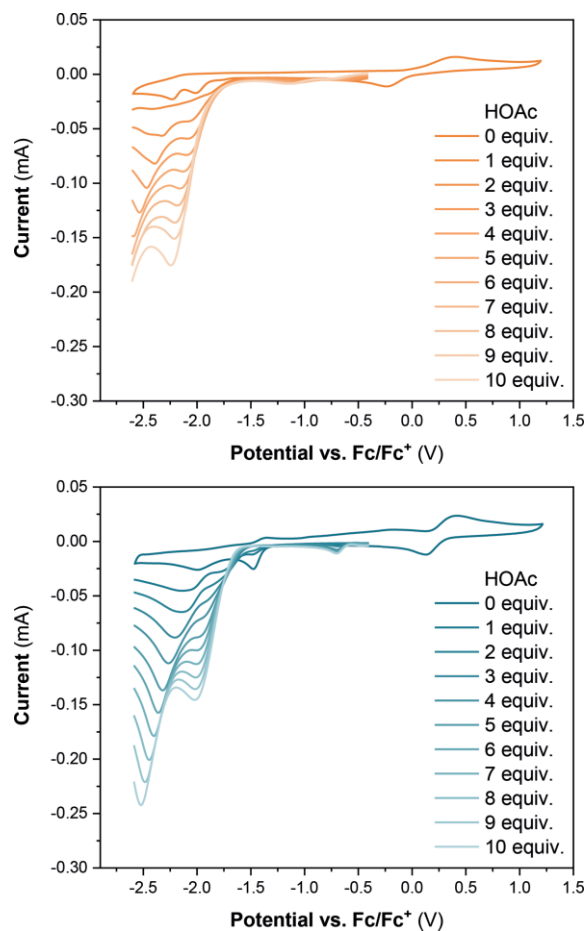 0.05
0.00
-0.05
-0.10
-0.15
-0.20
-0.25
-0.30
Current (mA)
HOAc
0 equiv.
1 equiv.
2 equiv.
3 equiv.
4 equiv.
5 equiv.
6 equiv.
7 equiv.
8 equiv.
9 equiv.
10 equiv.
-2.5 -2.0 -1.5 -1.0 -0.5 0.0 0.5 1.0 1.5
Potential vs. Fc/Fc⁺ (V)
0.05
0.00
-0.05
-0.10
-0.15
-0.20
-0.25
-0.30
Current (mA)
HOAc
0 equiv.
1 equiv.
2 equiv.
3 equiv.
4 equiv.
5 equiv.
6 equiv.
7 equiv.
8 equiv.
9 equiv.
10 equiv.
-2.5 -2.0 -1.5 -1.0 -0.5 0.0 0.5 1.0 1.5
Potential vs. Fc/Fc⁺ (V)